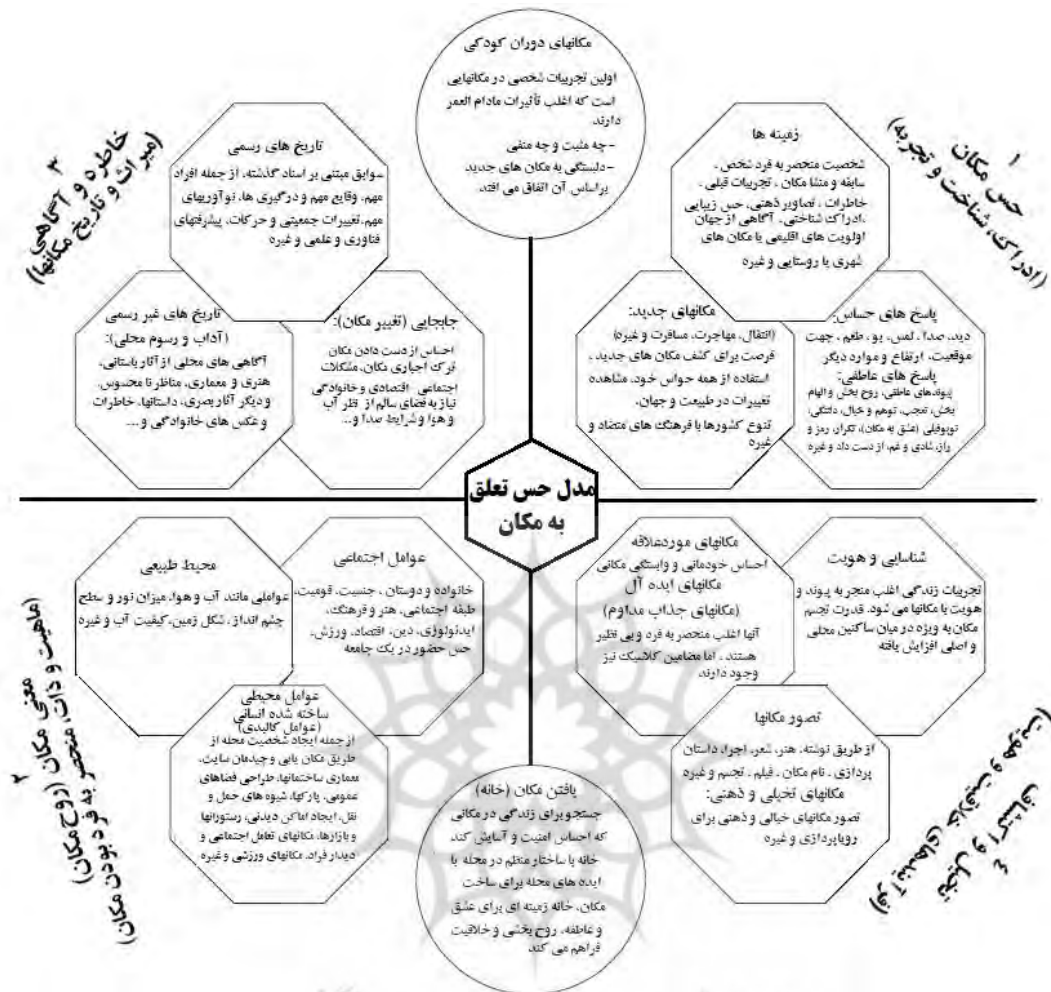 مکانهای دوران کودکی
اولین تجربیات شخصی در مکانهایی
است که اغلب تأثیرات مادام العمر
دارند
-چه مثبت و چه منفی
-دلبستگی به مکان های جدید
براساس آن اتفاق می افتد.
۱
حس مکان
(ادراک، شناخت و تجربه)
زمینه ها
شخصیت منحصر به فرد شخص ،
سابقه و منشا مکان ، تجربیات قبلی ،
خاطرات ، تصاویر ذهنی، حس زیبایی
،ادراک شناختی، آگاهی از جهان
اولویت های اقلیمی یا مکان های
شهری یا روستایی و غیره
پاسخ های حساس:
دید، صدا ، لمس، بو ، طعم ، جهت
موقعیت، ارتفاع و موارد دیگر
پاسخ های عاطفی:
پیوندهای عاطفی، روح بخش و الهام
بخش، تعجب، توهم و خیال، دلتنگی،
توپوفیلی (عشق به مکان)، تکرار، رمز و
راز، شادی و غم، از دست داد و غیره
مکانهای جدید:
(انتقال، مهاجرت، مسافرت و غیره)
فرصت برای کشف مکان های جدید ،
استفاده از همه حواس خود، مشاهده
تغییرات در طبیعت و جهان،
تنوع کشورها با فرهنگ های متضاد و
غیره
۳
خاطره و آگاهی
(میراث و تاریخ مکانها)
تاریخ های رسمی
سوابق مبتنی بر اسناد گذشته، از جمله افراد
مهم، وقایع مهم و درگیری ها، نوآوریهای
مهم،تغییرات جمعیتی و حرکات، پیشرفتهای
فناوری و علمی و غیره
جابجایی (تغییر مکان):
احساس از دست دادن مکان
ترک اجباری مکان، مشکلات
اجتماعی ، اقتصادی و خانوادگی
نیاز به فضای سالم از نظر آب
و هوا و شرایط صدا و...
تاریخ های غیر رسمی
(آداب و رسوم محلی):
آگاهی های محلی از آثار باستانی،
هنری و معماری، مناظر نا محسوس،
و دیگر آثار بصری، داستانها، خاطرات
و عکس های خانوادگی و...
مدل حس تعلق
به مکان
شناسایی و هویت
تجربیات زندگی اغلب منجر به پیوند و
هویت با مکانها می شود. قدرت تجسم
مکان به ویژه در میان ساکنین محلی
و اصلی افزایش یافته
مکانهای موردعلاقه
احساس خودمانی و وابستگی مکانی
مکانهای ایده آل
(مکانهای جذاب مداوم)
آنها اغلب منحصر به فرد و بی نظیر
هستند ، اما مضامین کلاسیک نیز
وجود دارند.
تصور مکانها
از طریق نوشته، هنر، شعر، اجرا، داستان
پردازی ، نام مکان ، فیلم ، تجسم و غیره
مکانهای تخیلی و ذهنی:
تصور مکانهای خیالی و ذهنی برای
رویاپردازی و غیره
۴
تخیل و اکتشاف
(فرآیندهای خلاقیت و هویت)
عوامل اجتماعی
خانواده و دوستان ، جنسیت، قومیت،
طبقه اجتماعی، هنر و فرهنگ،
ایدئولوژی، دین، اقتصاد، ورزش،
حس حضور در یک جامعه
محیط طبیعی
عواملی مانند آب و هوا، میزان نور و سطح
چشم انداز ، شکل زمین، کیفیت آب و غیره
عوامل محیطی
ساخته شده انسانی
(عوامل کالبدی)
از جمله ایجاد شخصیت محله از
طریق مکان یابی و چیدمان سایت،
معماری ساختمانها، طراحی فضاهای
عمومی، پارکها، شیوه های حمل و
نقل، ایجاد اماکن دیدنی، رستورانها
و بازارها، مکانهای تعامل اجتماعی و
دیدار فراد، مکانهای ورزشی و غیره
۲
معنی مکان (روح مکان)
(ماهیت و ذات، منحصر به فرد بودن مکان)
یافتن مکان (خانه)
جستجو برای زندگی در مکانی
که احساس امنیت و آسایش کند
خانه با ساختار منظم در محله یا
ایده های محله برای ساخت
مکان، خانه زمینه ای برای عشق
و عاطفه، روح بخشی و خلاقیت
فراهم می کند